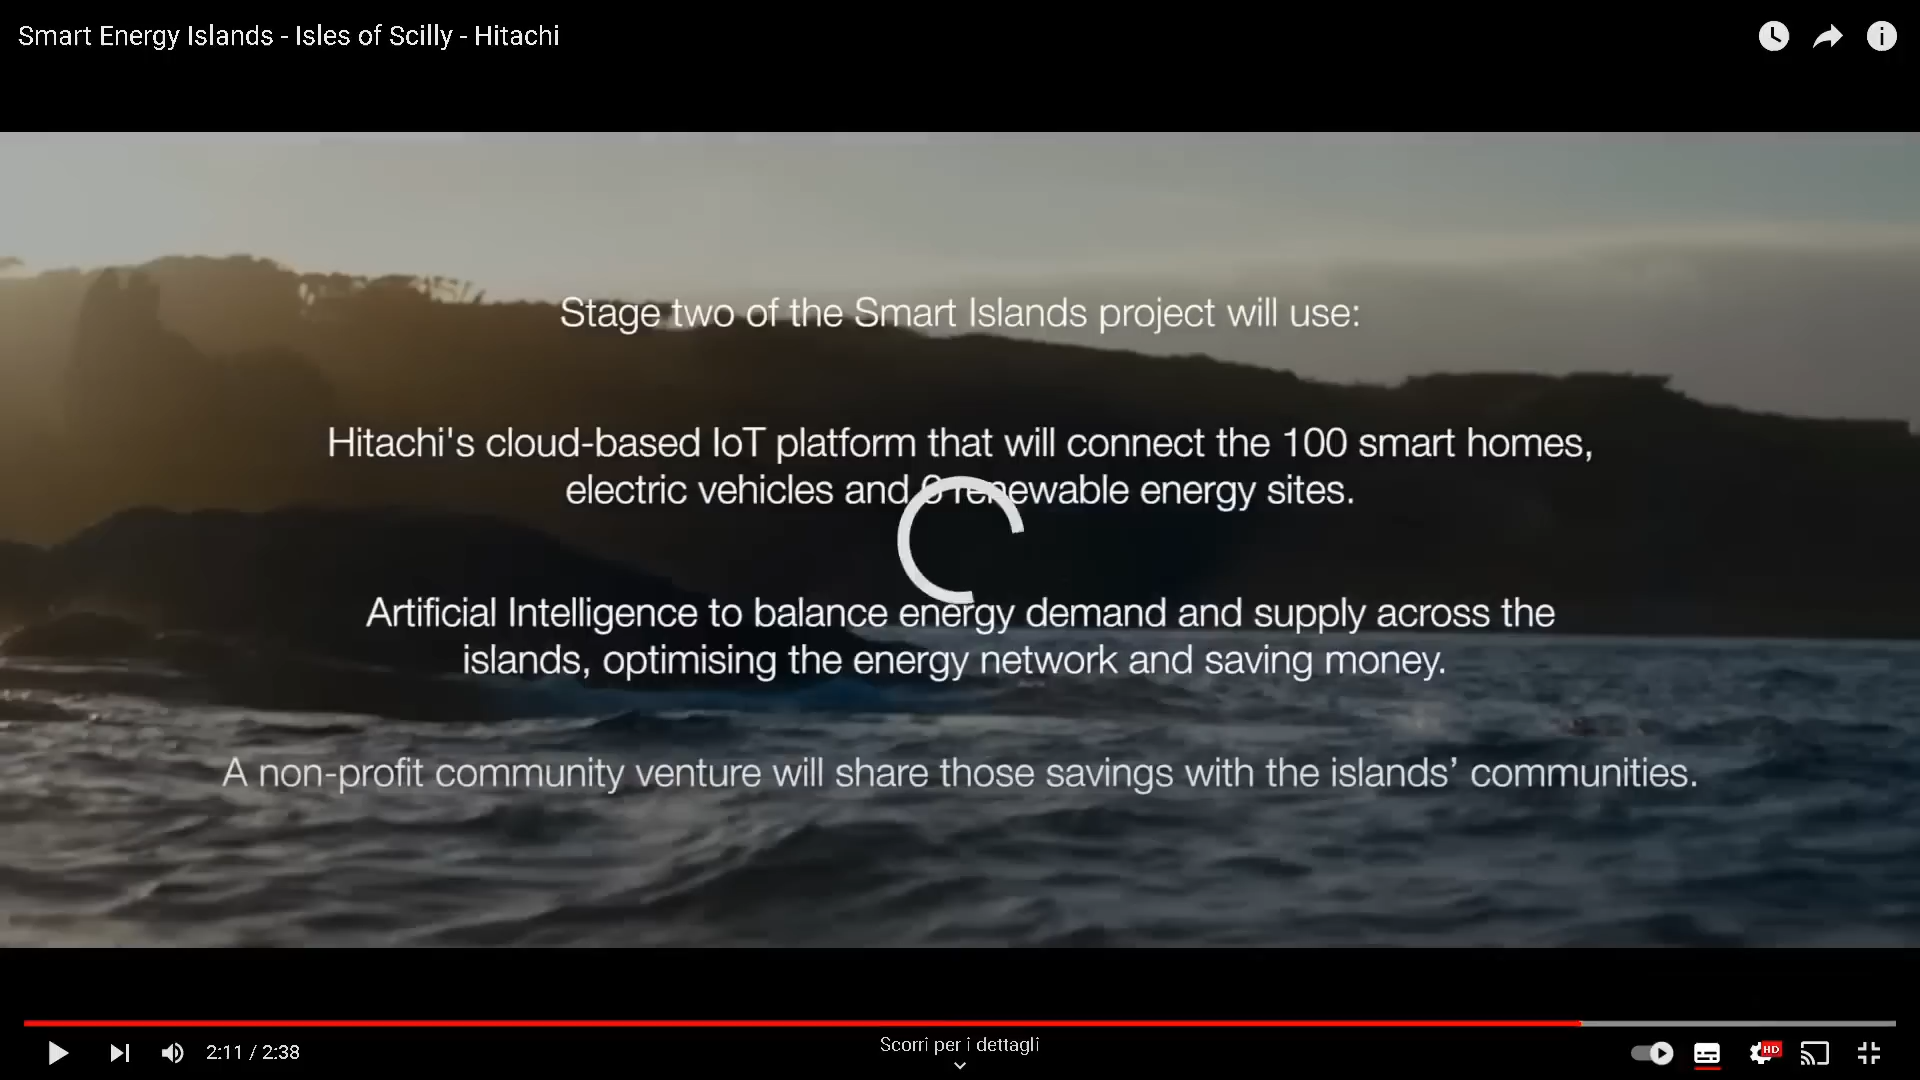 Smart Energy Islands - Isles of Scilly - Hitachi
Stage two of the Smart Islands project will use:
Hitachi's cloud-based IoT platform that will connect the 100 smart homes,
electric vehicles and renewable energy sites.
Artificial Intelligence to balance energy demand and supply across the
islands, optimising the energy network and saving money.
A non-profit community venture will share those savings with the islands’ communities.
2:11 / 2:38
Scorri per i dettagli
HD